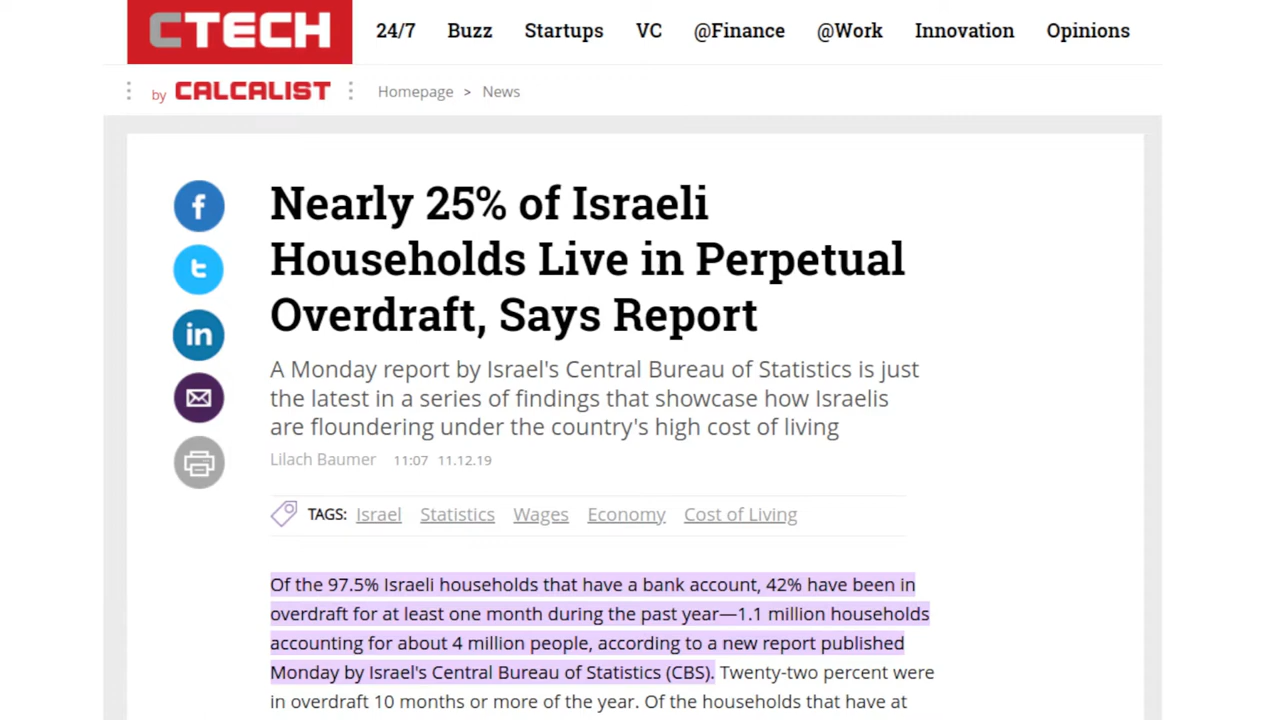 CTECH
24/7 Buzz Startups VC @Finance @Work Innovation Opinions
by CALCALIST Homepage > News
Nearly 25% of Israeli
Households Live in Perpetual
Overdraft, Says Report
A Monday report by Israel's Central Bureau of Statistics is just
the latest in a series of findings that showcase how Israelis
are floundering under the country's high cost of living
Lilach Baumer 11:07 11.12.19
TAGS: Israel Statistics Wages Economy Cost of Living
Of the 97.5% Israeli households that have a bank account, 42% have been in
overdraft for at least one month during the past year—1.1 million households
accounting for about 4 million people, according to a new report published
Monday by Israel's Central Bureau of Statistics (CBS). Twenty-two percent were
in overdraft 10 months or more of the year. Of the households that have at